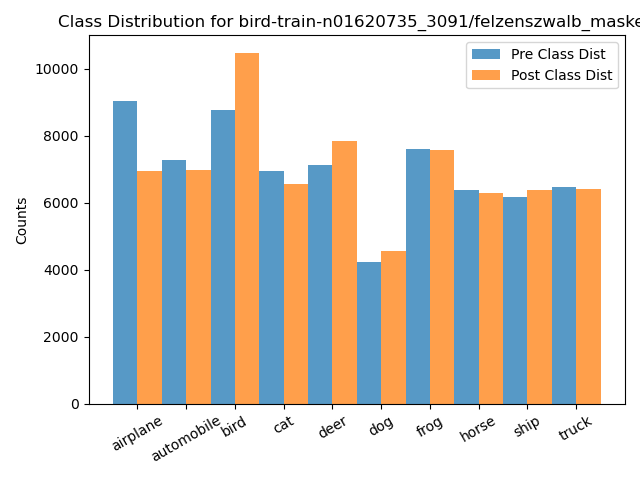 Class Distribution for bird-train-n01620735_3091/felzenszwalb_maske
Pre Class Dist
Post Class Dist
Counts
10000
8000
6000
4000
2000
0
airplane
automobile
bird
cat
deer
dog
frog
horse
ship
truck